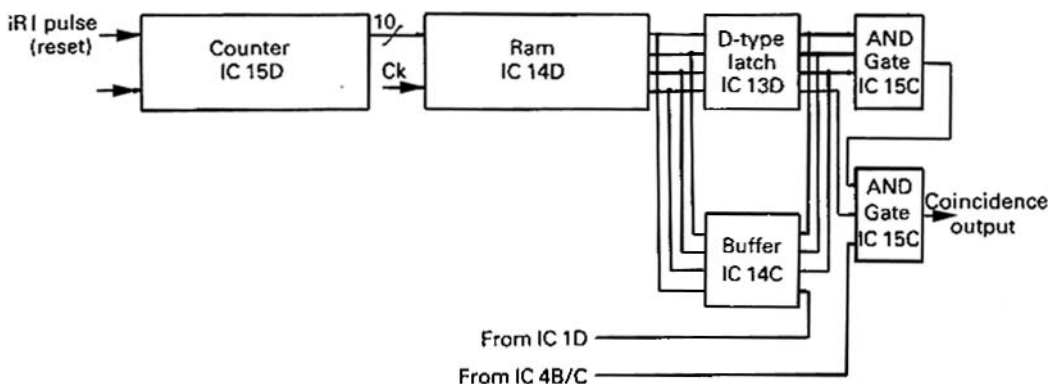 iR1 pulse
(reset)
Counter
IC 15D
10
Ck
Ram
IC 14D
D-type
latch
IC 13D
AND
Gate
IC 15C
AND
Gate
IC 15C
Coincidence
output
Buffer
IC 14C
From IC 1D
From IC 4B/C